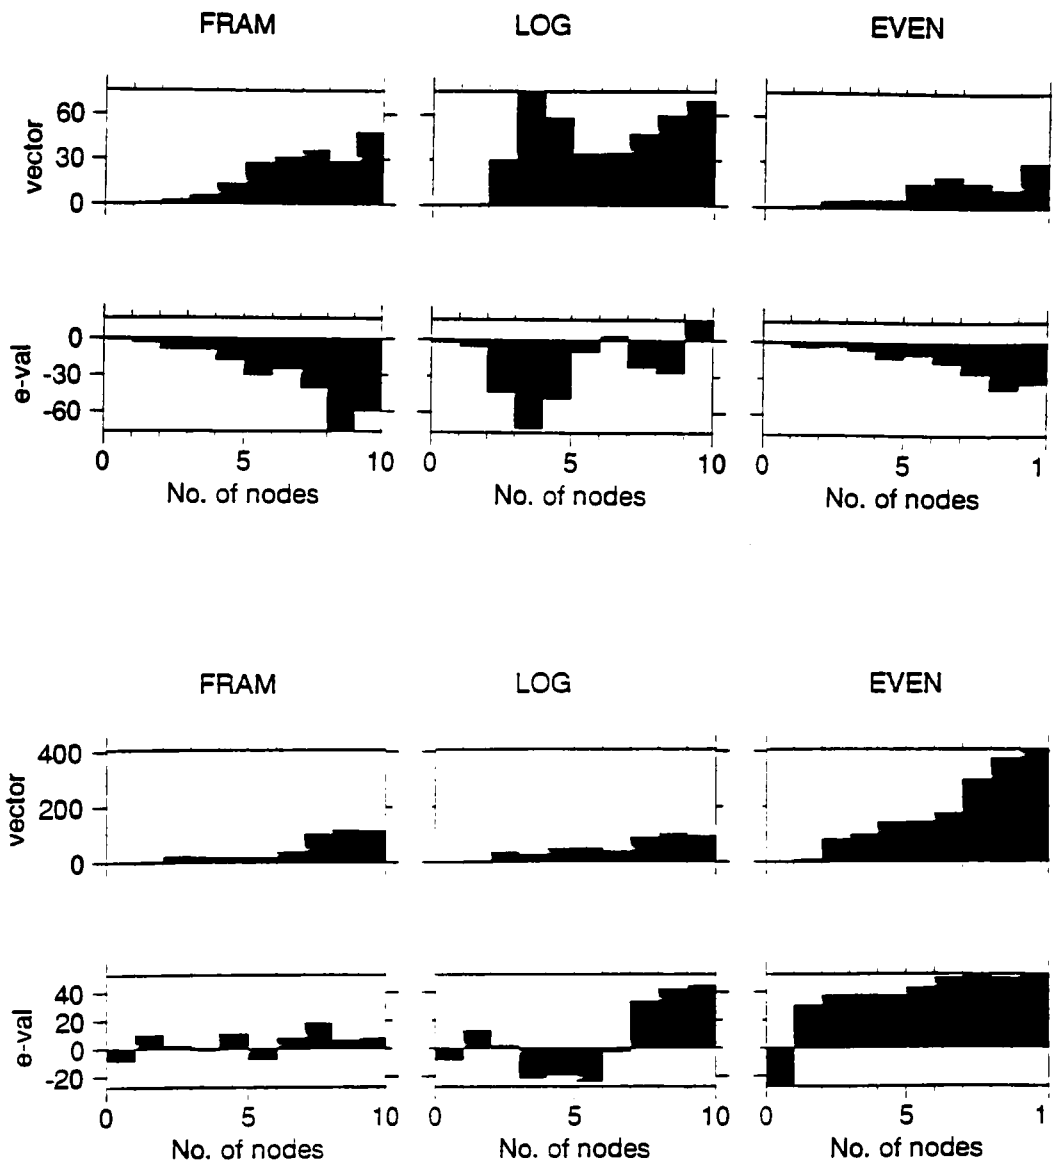 FRAM LOG EVEN
60
30
0
vector
0
-30
-60
e-val
0 5 10 0 5 10 0 5 1
No. of nodes No. of nodes No. of nodes
FRAM LOG EVEN
400
200
0
vector
40
20
0
-20
e-val
0 5 10 0 5 10 0 5 1
No. of nodes No. of nodes No. of nodes